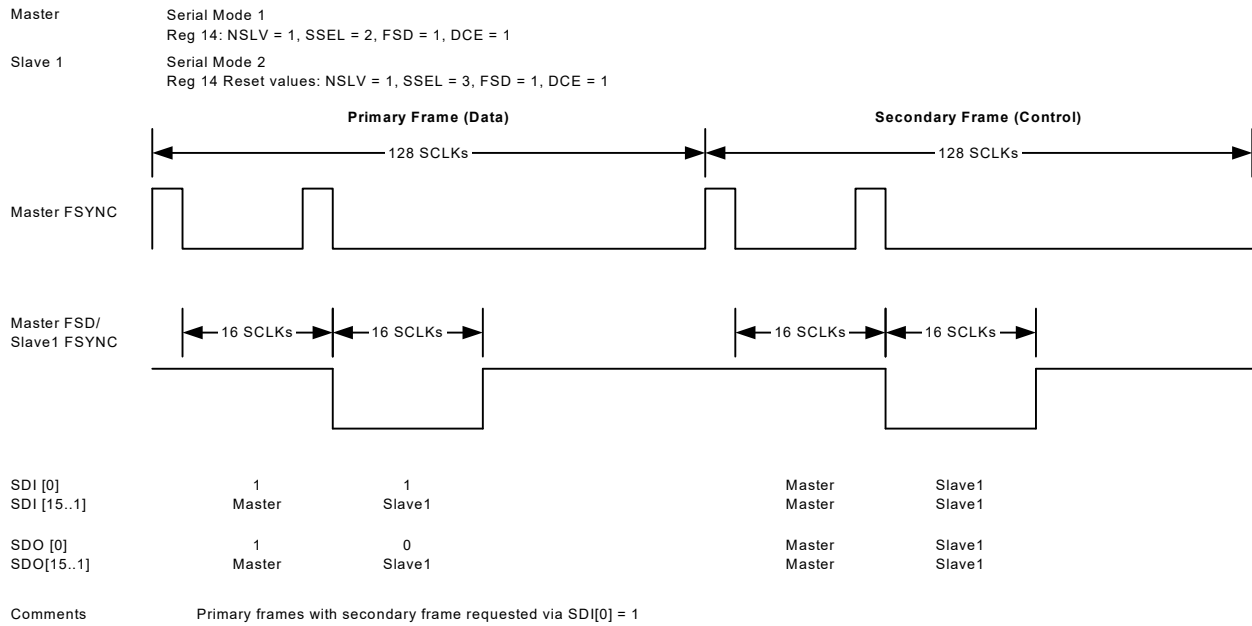 Master Serial Mode 1
Reg 14: NSLV = 1, SSEL = 2, FSD = 1, DCE = 1
Slave 1 Serial Mode 2
Reg 14 Reset values: NSLV = 1, SSEL = 3, FSD = 1, DCE = 1
Primary Frame (Data) Secondary Frame (Control)
128 SCLKs 128 SCLKs
Master FSYNC
Master FSD/
Slave1 FSYNC
16 SCLKs 16 SCLKs 16 SCLKs 16 SCLKs
SDI [0] 1 1 Master Slave1
SDI [15..1] Master Slave1 Master Slave1
SDO [0] 1 0 Master Slave1
SDO[15..1] Master Slave1 Master Slave1
Comments Primary frames with secondary frame requested via SDI[0] = 1